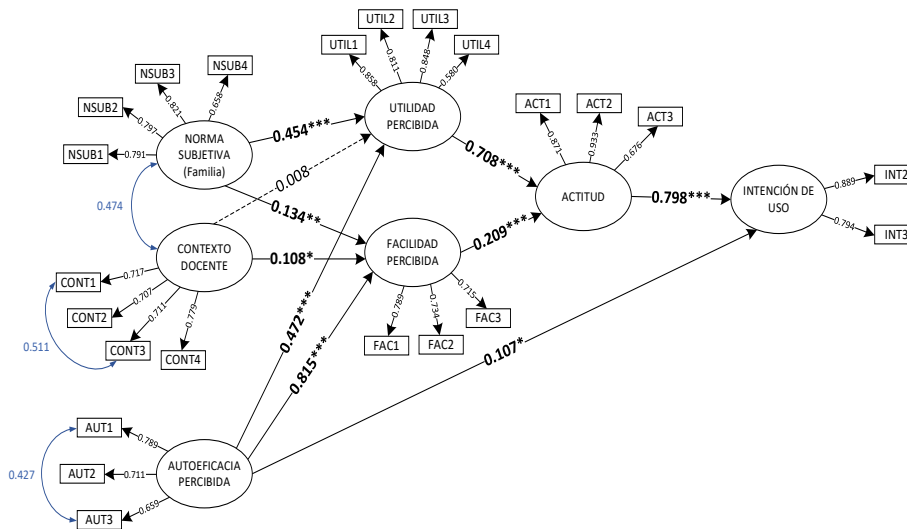 UTIL2
UTIL3
UTIL1
UTIL4
0.858
0.811
0.848
0.580
NSUB4
NSUB3
NSUB2
NSUB1
0.658
0.821
0.797
0.791
NORMA
SUBJETIVA
(Familia)
0.454***
UTILIDAD
PERCIBIDA
ACT1
ACT2
ACT3
0.871
0.933
0.676
0.708***
0.008
0.134**
0.474
ACTITUD
0.798***
INTENCIÓN DE
USO
0.889
INT2
0.794
INT3
CONTEXTO
DOCENTE
0.108*
FACILIDAD
PERCIBIDA
0.209***
CONT1
0.717
CONT2
0.707
CONT3
0.711
CONT4
0.779
0.511
0.789
0.734
0.715
FAC1
FAC2
FAC3
0.472***
0.815***
0.107*
AUT1
0.789
AUT2
0.711
AUT3
0.659
0.427
AUTOEFICACIA
PERCIBIDA